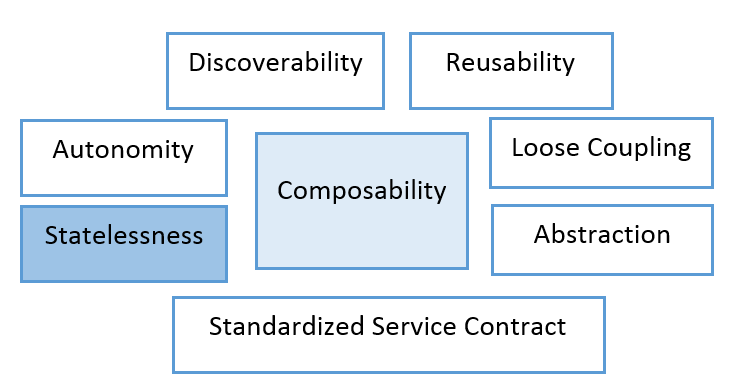 Discoverability
Reusability
Autonomity
Loose Coupling
Composability
Statelessness
Abstraction
Standardized Service Contract